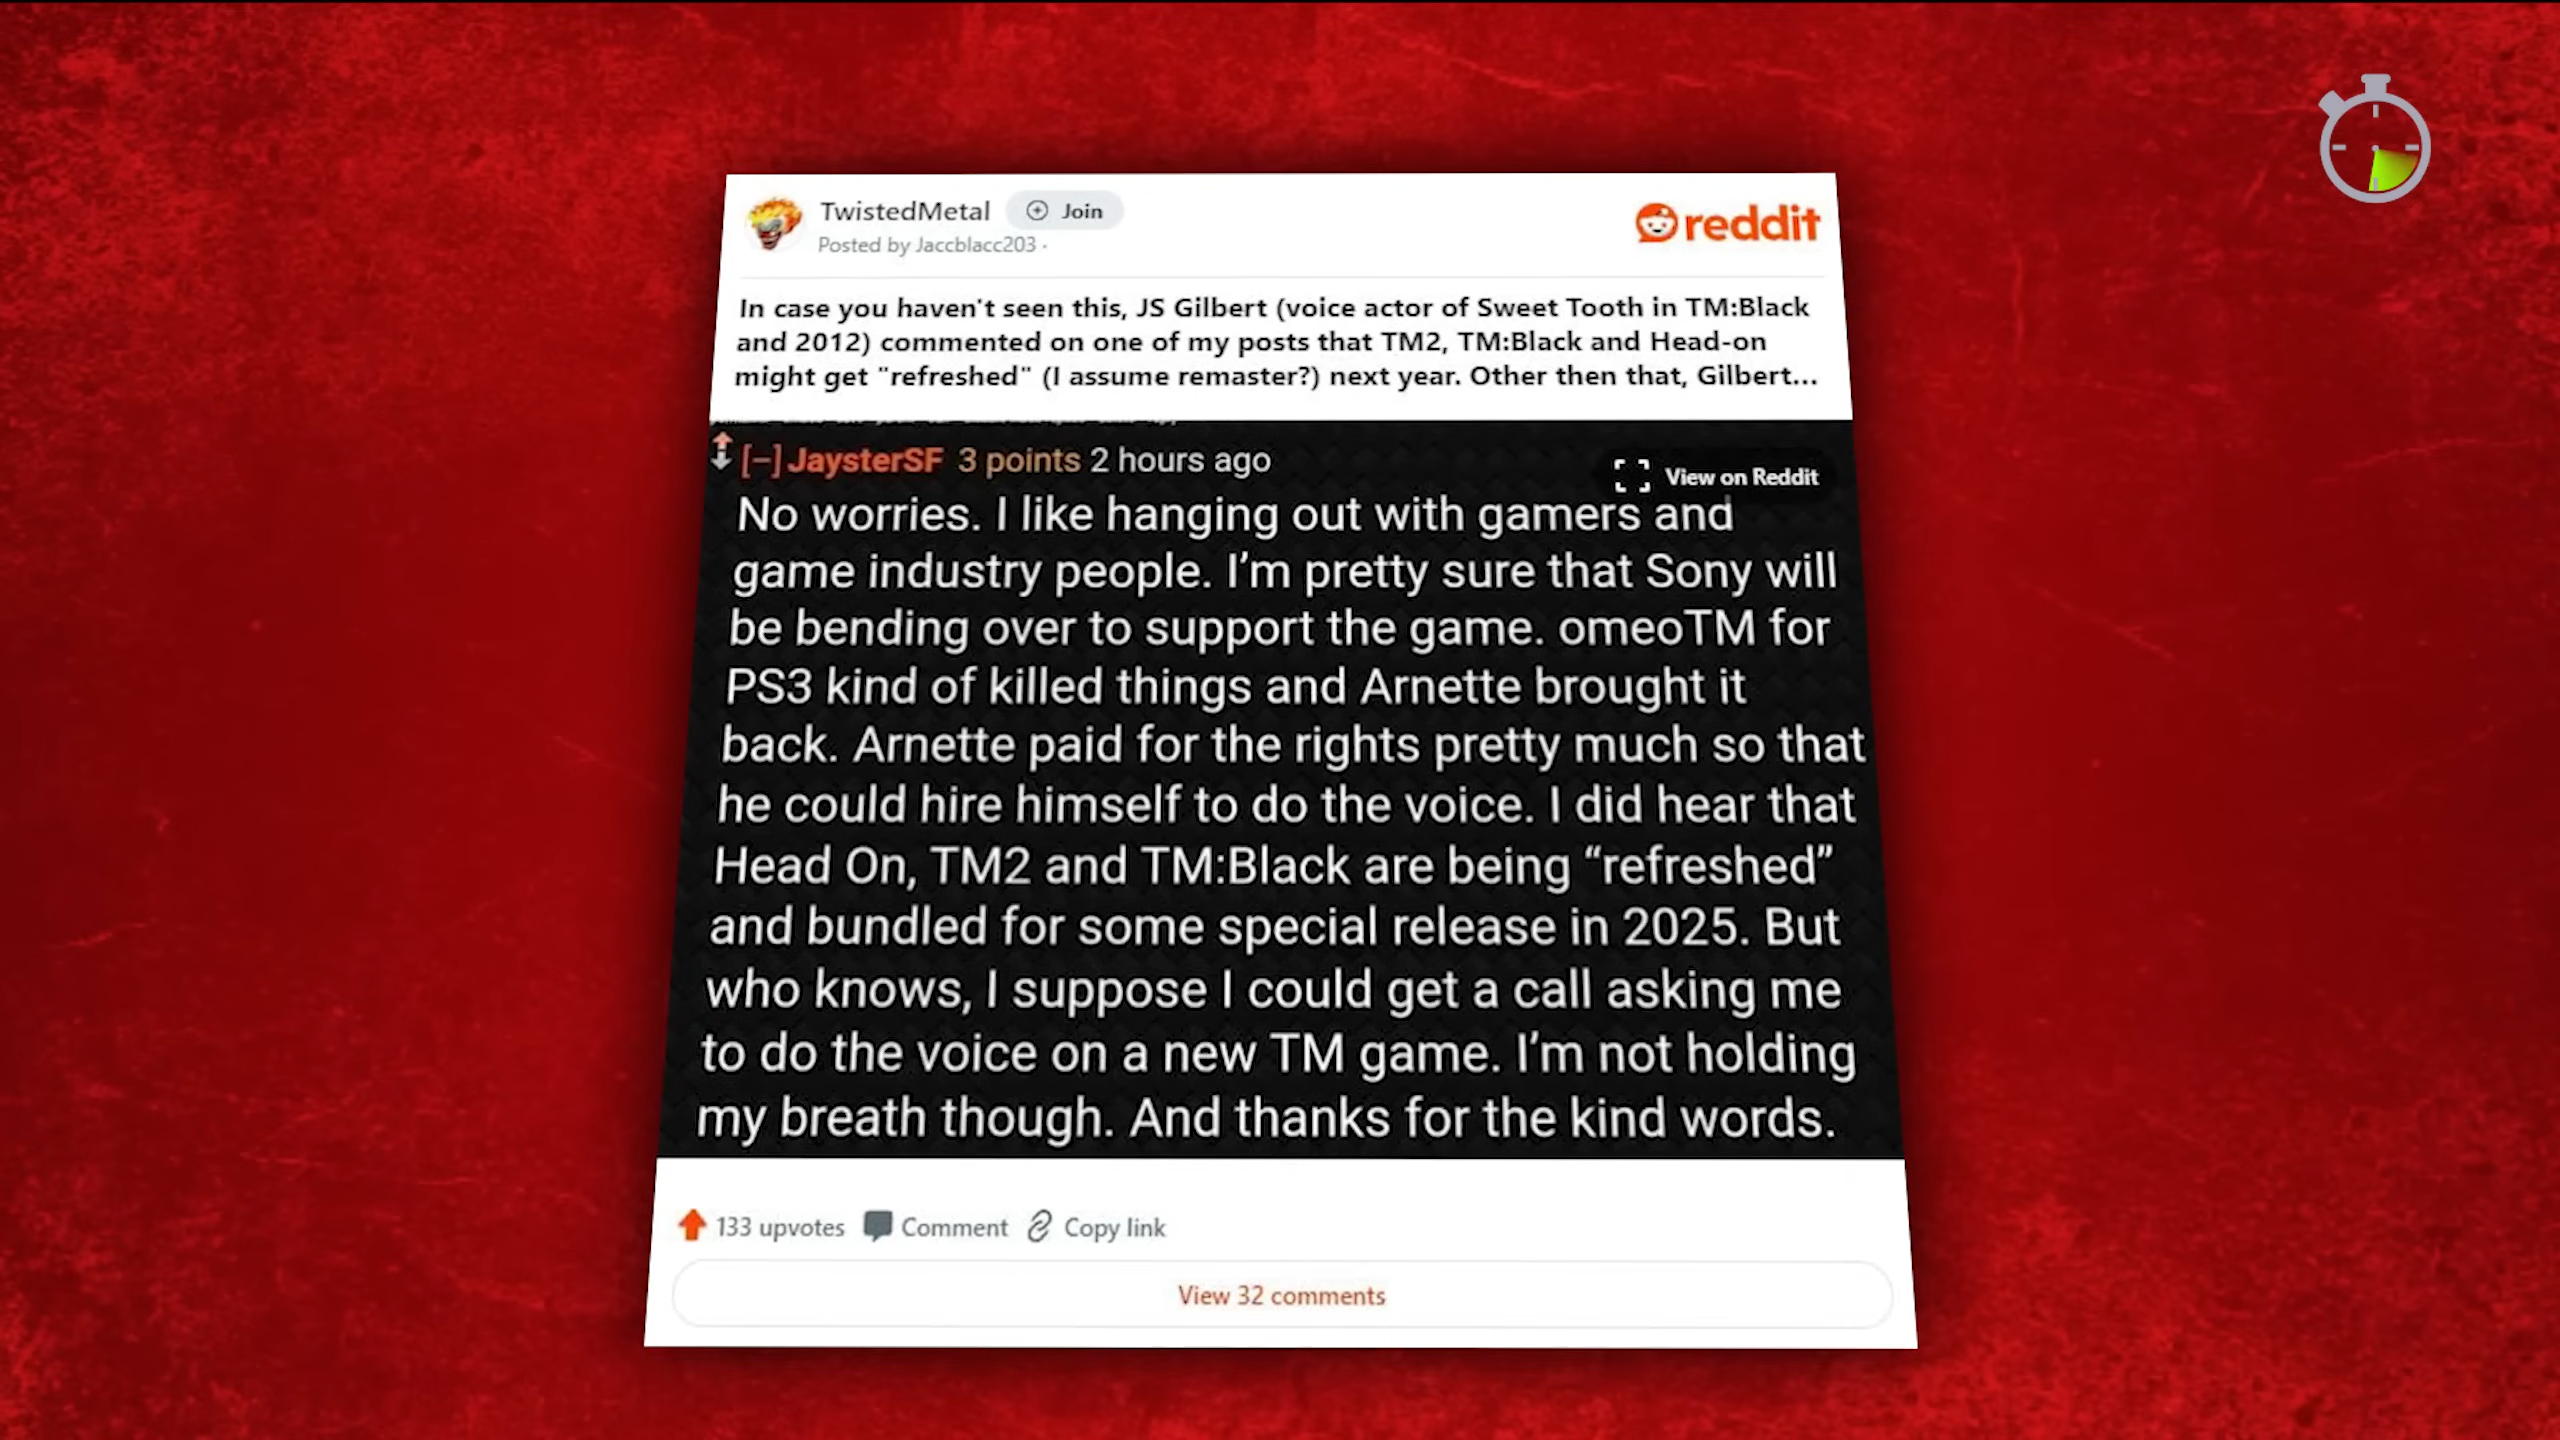 TwistedMetal Join
reddit
Posted by Jaccblacc203 ·
In case you haven't seen this, JS Gilbert (voice actor of Sweet Tooth in TM:Black
and 2012) commented on one of my posts that TM2, TM:Black and Head-on
might get "refreshed" (I assume remaster?) next year. Other then that, Gilbert...
[–] JaysterSF 3 points 2 hours ago
View on Reddit
No worries. I like hanging out with gamers and
game industry people. I’m pretty sure that Sony will
be bending over to support the game. omeoTM for
PS3 kind of killed things and Arnette brought it
back. Arnette paid for the rights pretty much so that
he could hire himself to do the voice. I did hear that
Head On, TM2 and TM:Black are being “refreshed”
and bundled for some special release in 2025. But
who knows, I suppose I could get a call asking me
to do the voice on a new TM game. I’m not holding
my breath though. And thanks for the kind words.
133 upvotes Comment Copy link
View 32 comments